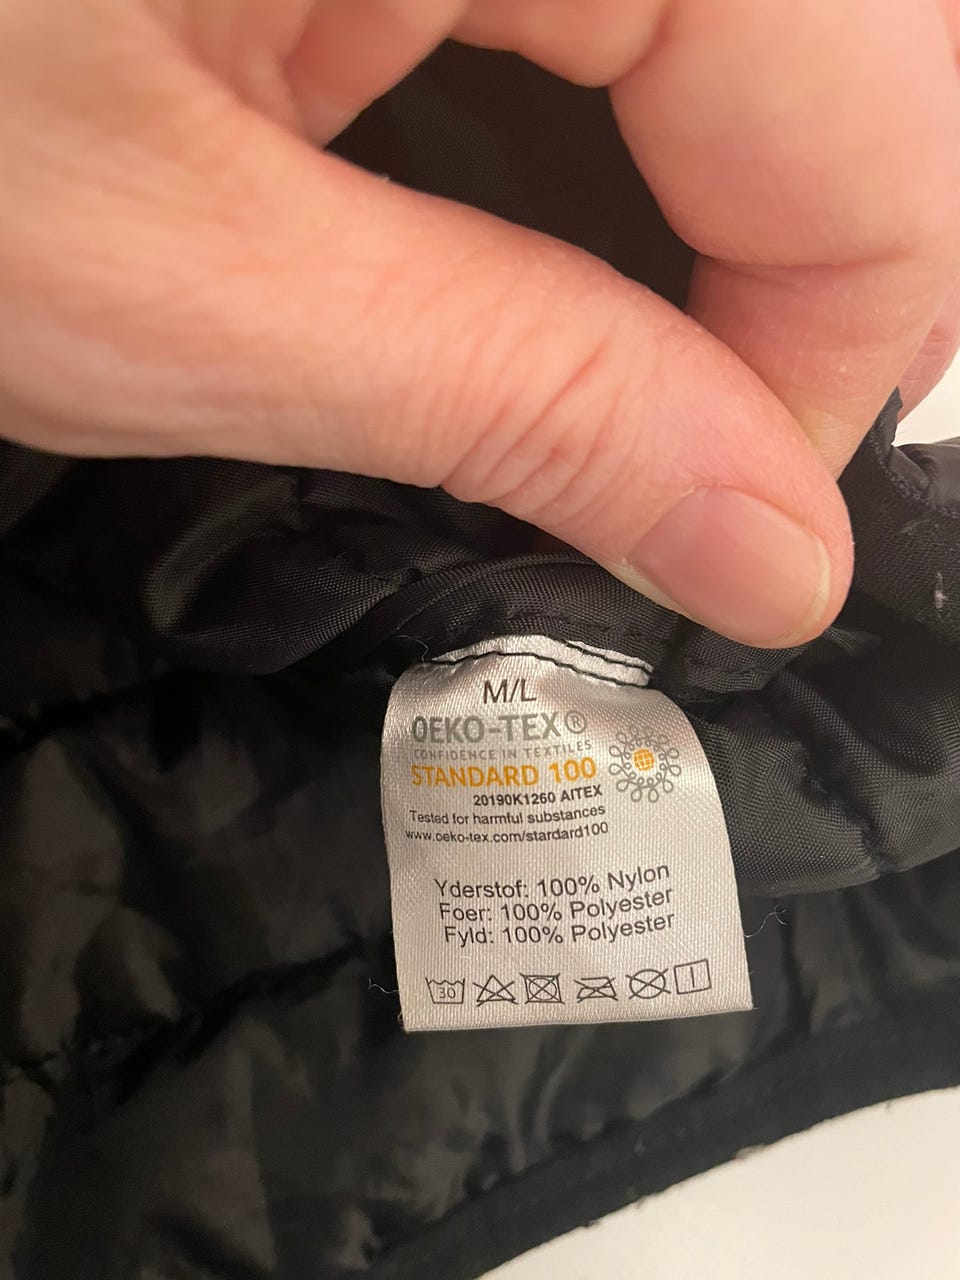 M/L
OEKO-TEX®
CONFIDENCE IN TEXTILES
STANDARD 100
20190K1260 AITEX
Tested for harmful substances
www.oeko-tex.com/stardard100
Yderstof: 100% Nylon
Foer: 100% Polyester
Fyld: 100% Polyester
30